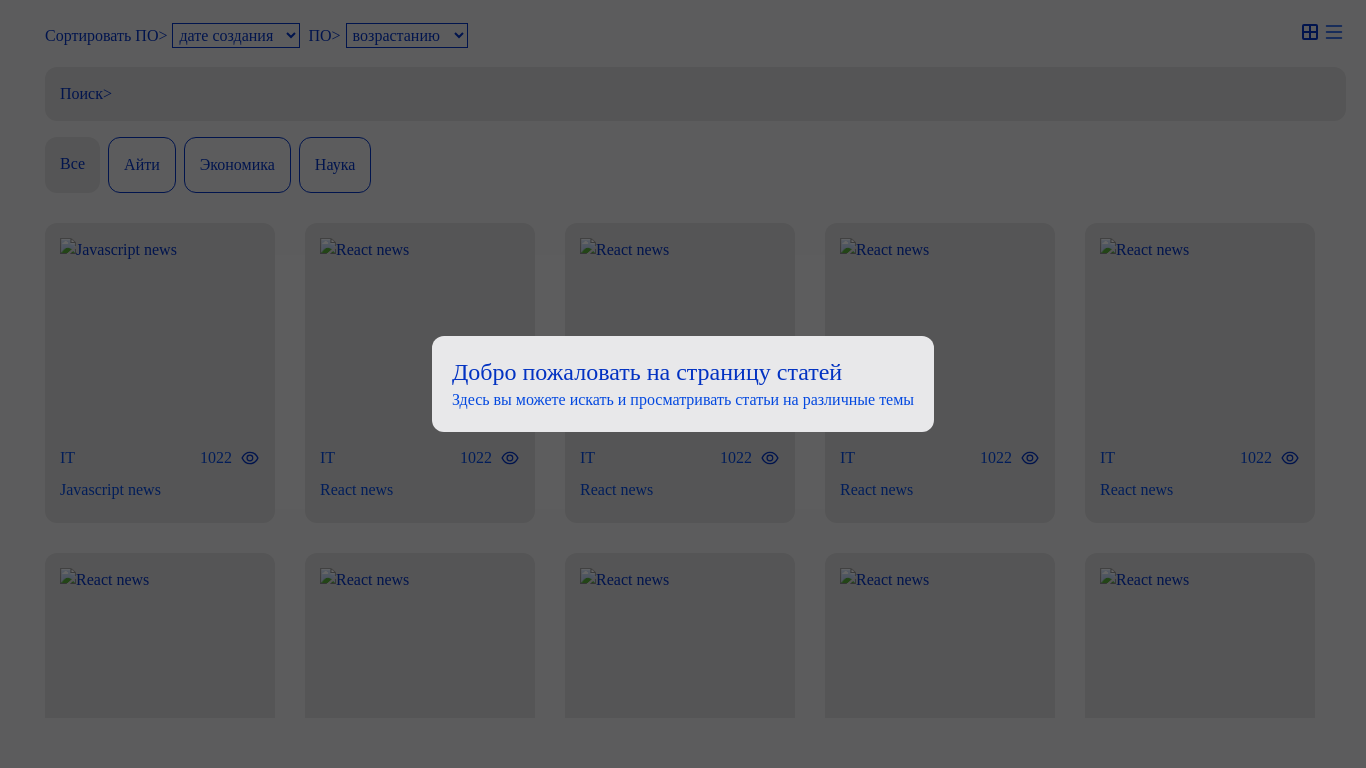 Сортировать ПО> дате создания ПО> возрастанию
Поиск>
Все Айти Экономика Наука
Javascript news React news React news React news React news
Добро пожаловать на страницу статей
Здесь вы можете искать и просматривать статьи на различные темы
IT 1022 IT 1022 IT 1022 IT 1022 IT 1022
Javascript news React news React news React news React news
React news React news React news React news React news